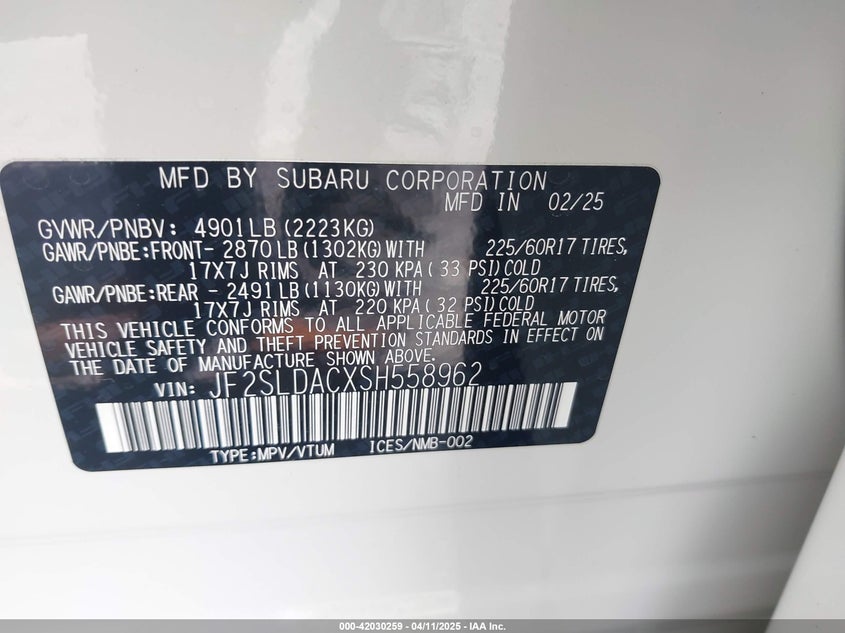 MFD BY SUBARU CORPORATION
MFD IN 02/25
GVWR/PNBV: 4901LB(2223KG)
GAWR/PNBE:FRONT- 2870LB(1302KG)WITH 225/60R17 TIRES,
17X7J RIMS AT 230 KPA( 33 PSI)COLD
GAWR/PNBE:REAR - 2491LB(1130KG)WITH 225/60R17 TIRES,
17X7J RIMS AT 220 KPA( 32 PSI)COLD
THIS VEHICLE CONFORMS TO ALL APPLICABLE FEDERAL MOTOR
VEHICLE SAFETY AND THEFT PREVENTION STANDARDS IN EFFECT ON
THE DATE OF MANUFACTURE SHOWN ABOVE.
VIN: JF2SLDACXSH558962
TYPE:MPV/VTUM ICES/NMB-002
000-42030259 - 04/11/2025 - IAA Inc.